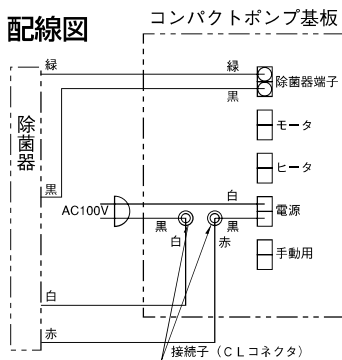 配線図
コンパクトポンプ基板
緑
緑
除菌器端子
黒
モータ
除菌器
ヒータ
黒
白
AC100V
電源
黒
黒
白
赤
手動用
白
赤
接続子(CLコネクタ)